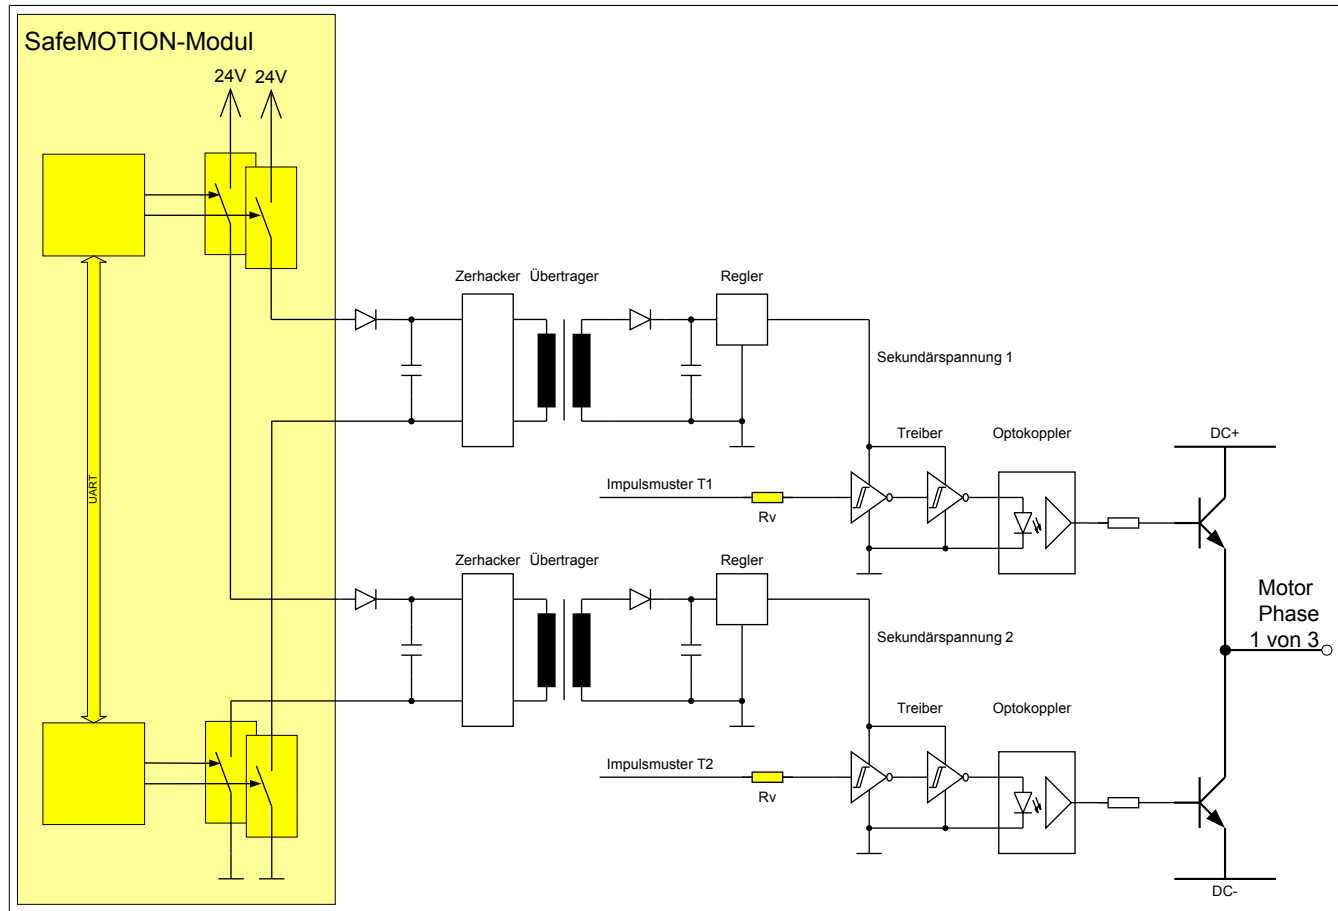 SafeMOTION-Modul
24V 24V
UART
Zerhacker Übertrager Regler
Sekundärspannung 1
Treiber Optokoppler
DC+
Impulsmuster T1
Rv
Zerhacker Übertrager Regler
Motor
Phase
1 von 3
Sekundärspannung 2
Treiber Optokoppler
Impulsmuster T2
Rv
DC-